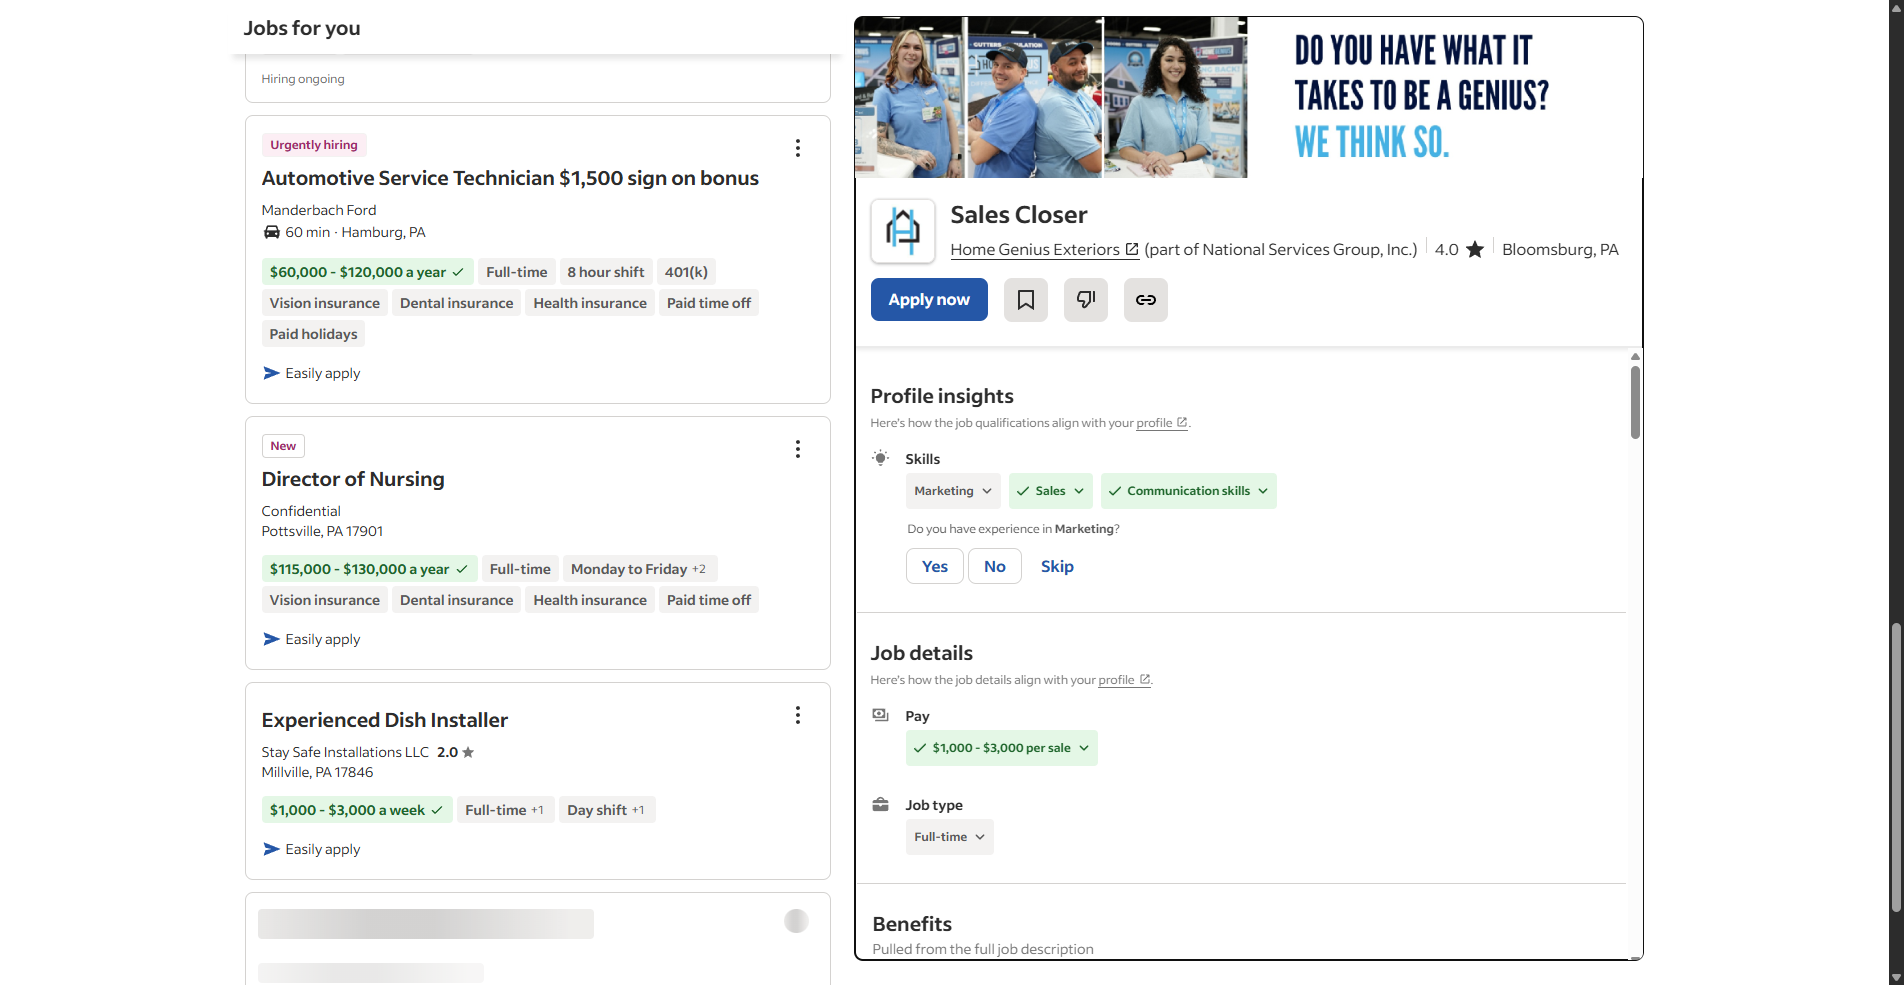 Jobs for you
Hiring ongoing
Urgently hiring
Automotive Service Technician $1,500 sign on bonus
Manderbach Ford
60 min · Hamburg, PA
$60,000 - $120,000 a year Full-time 8 hour shift 401(k)
Vision insurance Dental insurance Health insurance Paid time off
Paid holidays
Easily apply
New
Director of Nursing
Confidential
Pottsville, PA 17901
$115,000 - $130,000 a year Full-time Monday to Friday +2
Vision insurance Dental insurance Health insurance Paid time off
Easily apply
Experienced Dish Installer
Stay Safe Installations LLC 2.0
Millville, PA 17846
$1,000 - $3,000 a week Full-time +1 Day shift +1
Easily apply
DO YOU HAVE WHAT IT
TAKES TO BE A GENIUS?
WE THINK SO.
Sales Closer
Home Genius Exteriors (part of National Services Group, Inc.) 4.0 Bloomsburg, PA
Apply now
Profile insights
Here's how the job qualifications align with your profile.
Skills
Marketing Sales Communication skills
Do you have experience in Marketing?
Yes No Skip
Job details
Here's how the job details align with your profile.
Pay
$1,000 - $3,000 per sale
Job type
Full-time
Benefits
Pulled from the full job description